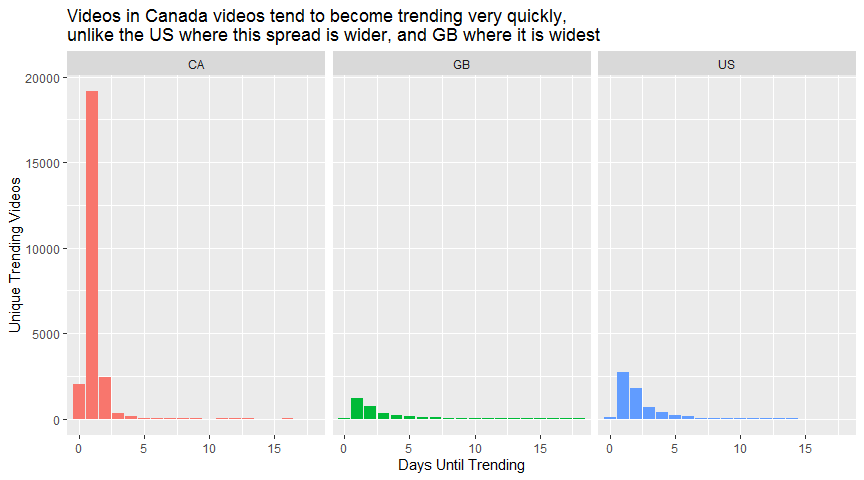 Videos in Canada videos tend to become trending very quickly,
unlike the US where this spread is wider, and GB where it is widest
CA
GB
US
Unique Trending Videos
20000
15000
10000
5000
0
0 5 10 15
0 5 10 15
0 5 10 15
Days Until Trending